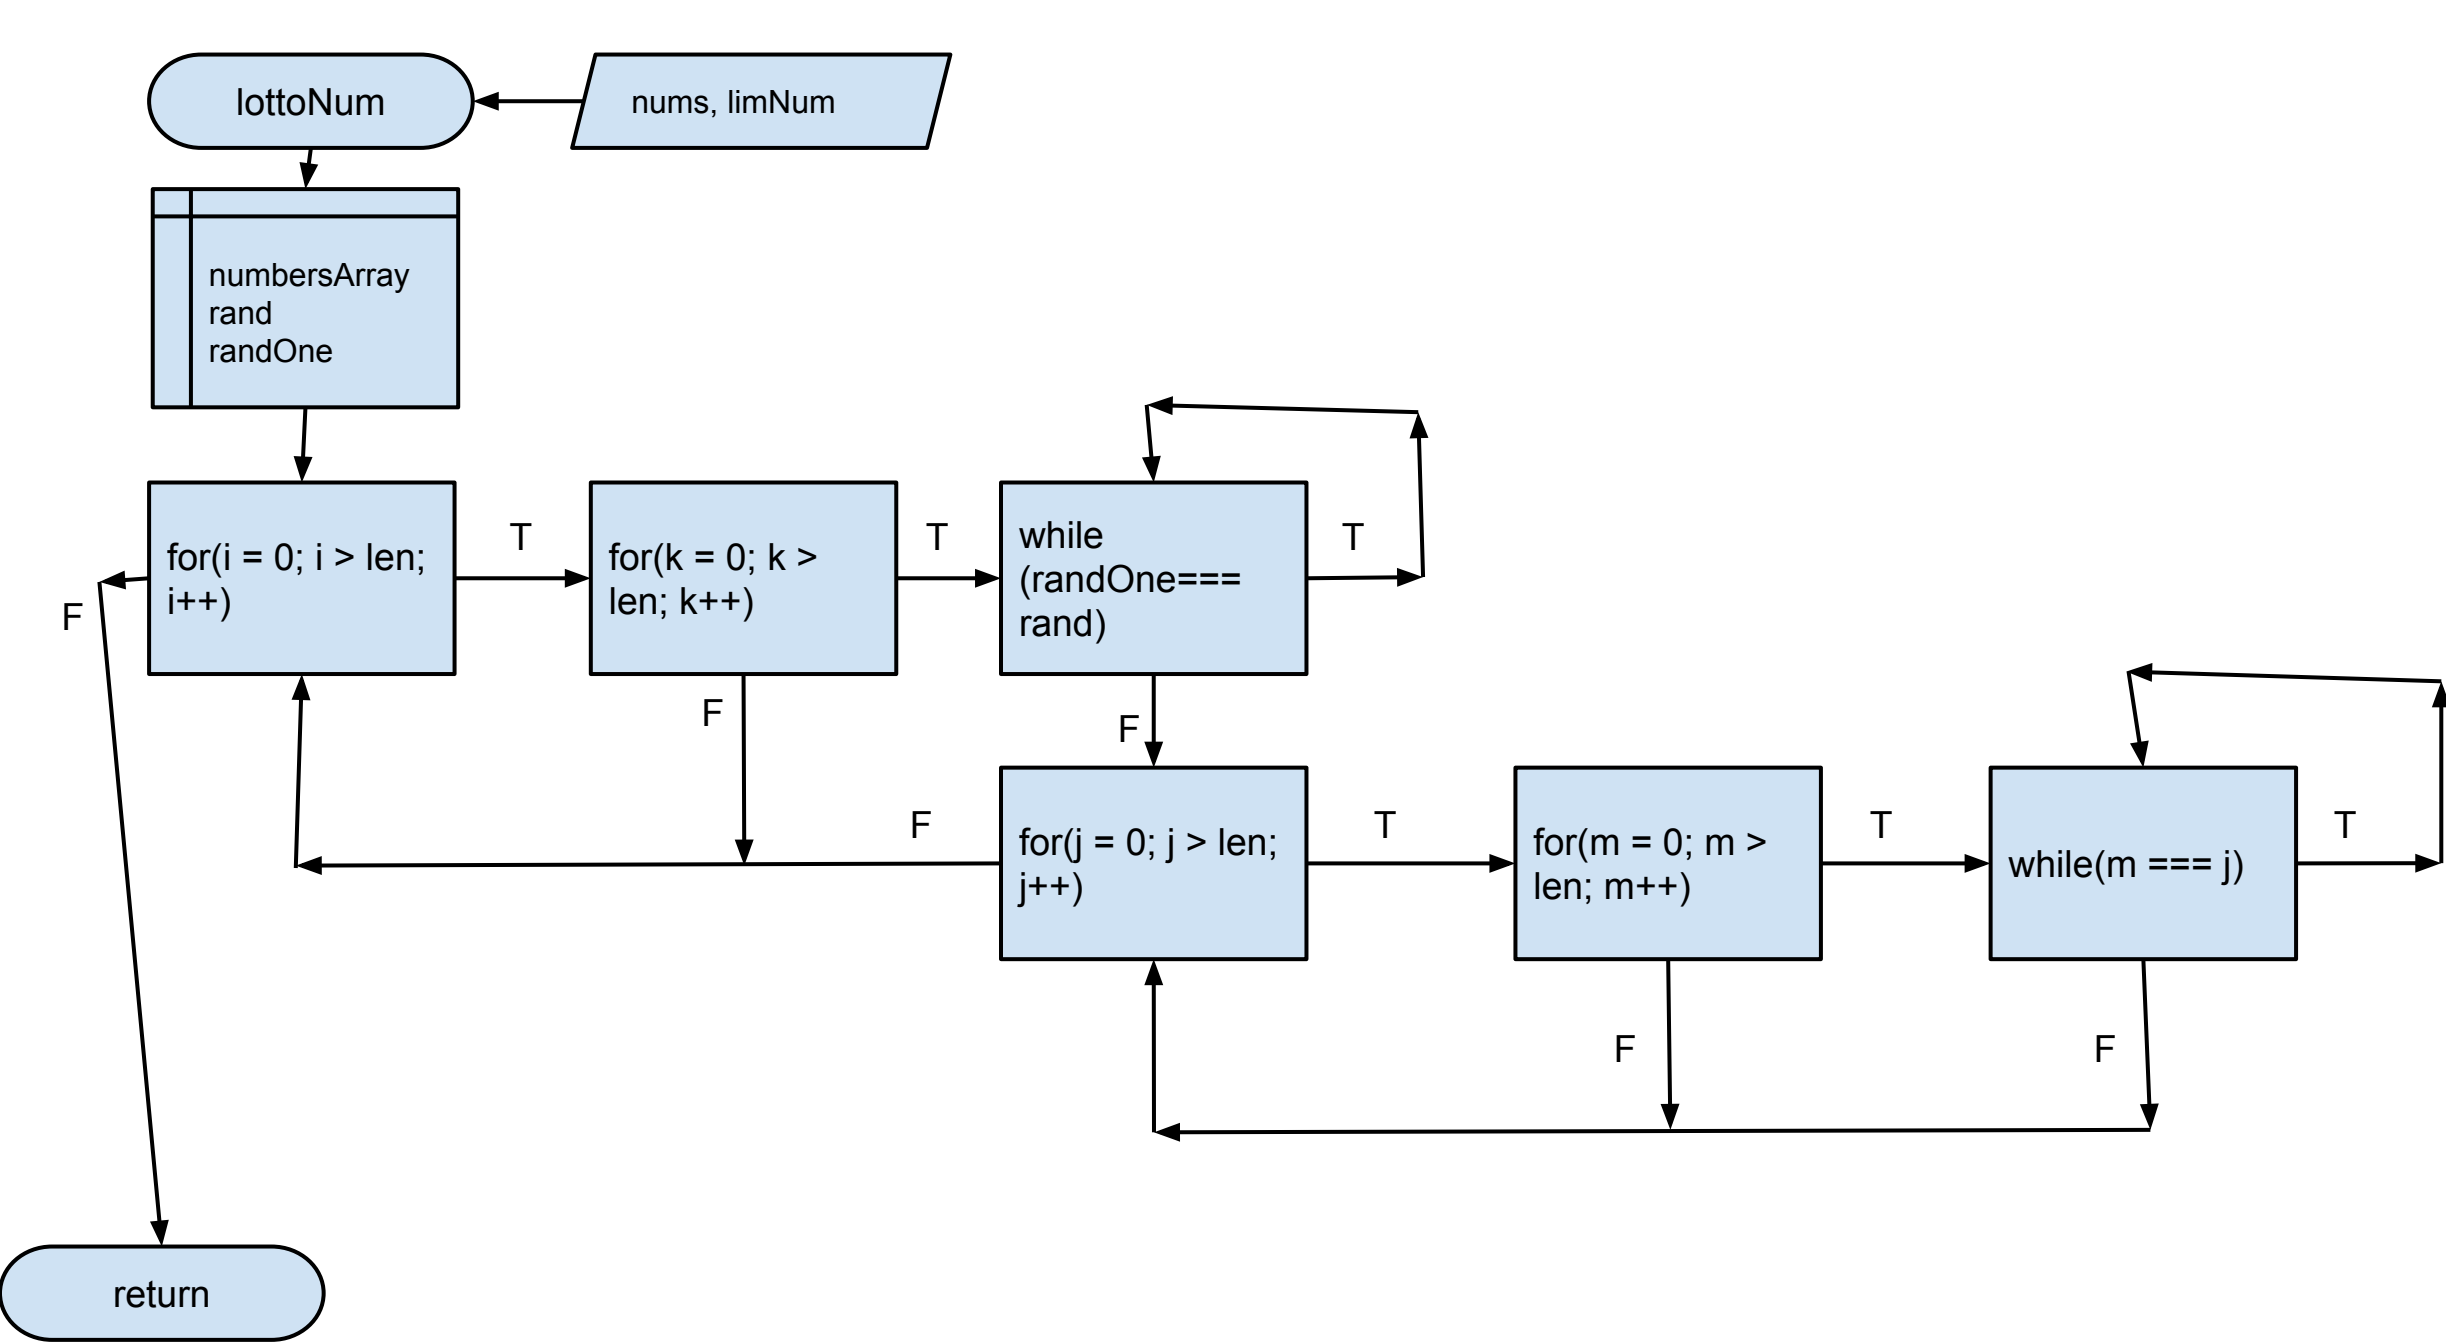 lottoNum
nums, limNum
numbersArray
rand
randOne
for(i = 0; i > len;
i++)
T
F
for(k = 0; k >
len; k++)
T
F
while
(randOne===
rand)
T
F
for(j = 0; j > len;
j++)
F
T
for(m = 0; m >
len; m++)
T
F
while(m === j)
T
F
return